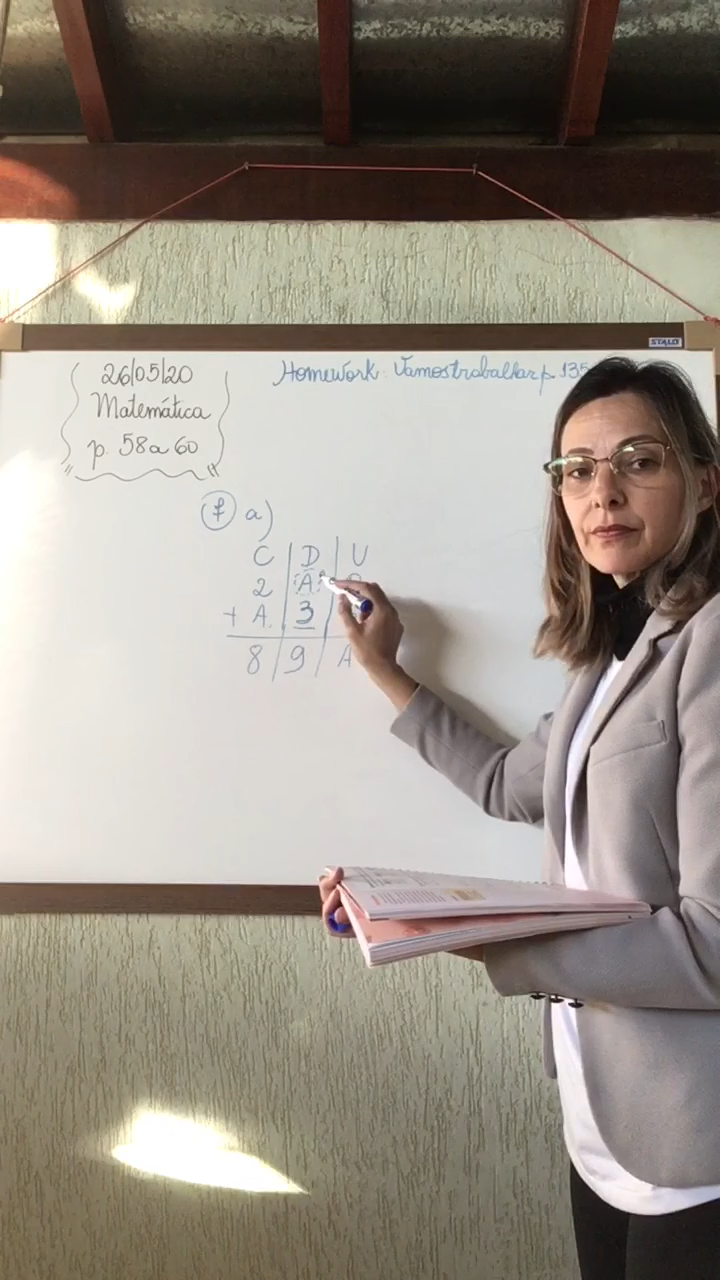 STALO
26/05/20
Matemática
p. 58 a 60
Homework: Vamos trabalhar p. 135
7 a)
C D U
2 A
+ A 3
8 9 A